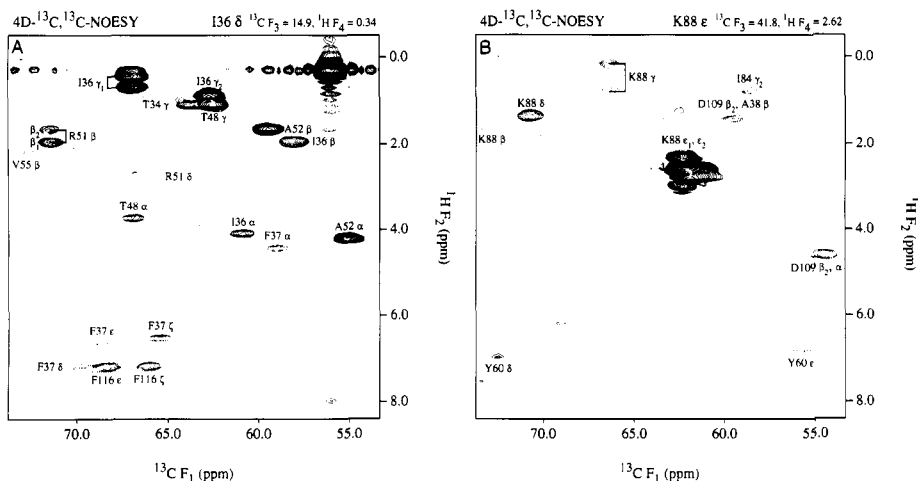 4D-¹³C,¹³C-NOESY I36 δ ¹³C F₃ = 14.9, ¹H F₄ = 0.34
A
0.0
I36 γ₁
I36 γ₂
T34 γ
T48 γ
β₂
R51 β
β₁
A52 β
I36 β
2.0
V55 β
R51 δ
T48 α
I36 α
F37 α
A52 α
4.0
¹H F₂ (ppm)
6.0
F37 ε
F37 ζ
F37 δ
F116 ε
F116 ζ
8.0
70.0 65.0 60.0 55.0
¹³C F₁ (ppm)
4D-¹³C,¹³C-NOESY K88 ε ¹³C F₃ = 41.8, ¹H F₄ = 2.62
B
0.0
K88 γ
I84 γ₂
K88 δ
D109 β₂, A38 β
K88 β
2.0
K88 ε₁, ε₂
4.0
¹H F₂ (ppm)
D109 β₂, α
6.0
Y60 δ
Y60 ε
8.0
70.0 65.0 60.0 55.0
¹³C F₁ (ppm)